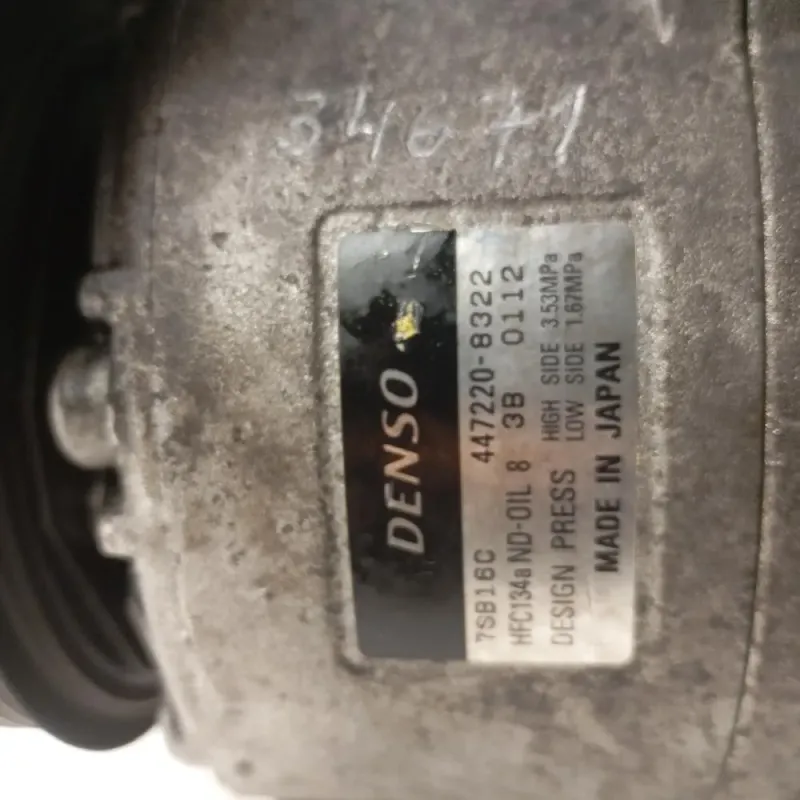 34671
DENSO
7SB16C 447220-8322
HFC134a ND-OIL 8 3B 0112
DESIGN PRESS HIGH SIDE 3.53MPa
LOW SIDE 1.67MPa
MADE IN JAPAN